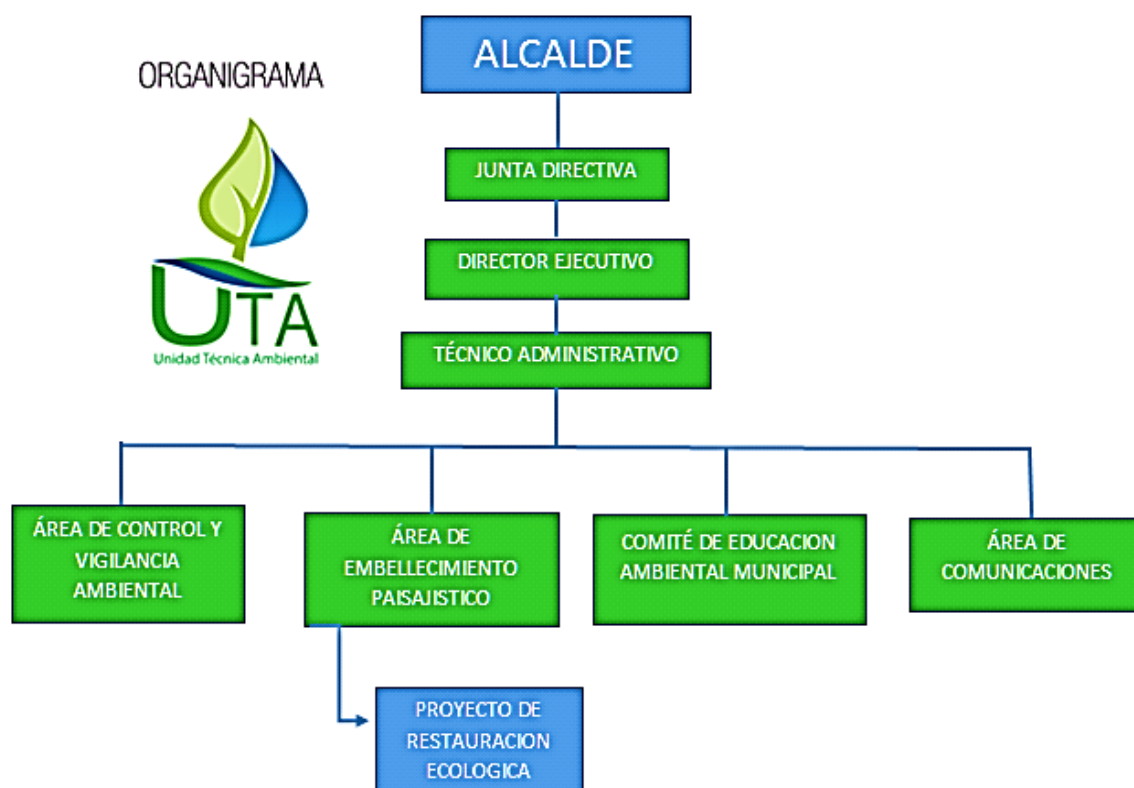 ORGANIGRAMA
UTA
Unidad Técnica Ambiental
ALCALDE
JUNTA DIRECTIVA
DIRECTOR EJECUTIVO
TÉCNICO ADMINISTRATIVO
ÁREA DE CONTROL Y
VIGILANCIA
AMBIENTAL
ÁREA DE
EMBELLECIMIENTO
PAISAJISTICO
COMITÉ DE EDUCACION
AMBIENTAL MUNICIPAL
ÁREA DE
COMUNICACIONES
PROYECTO DE
RESTAURACION
ECOLOGICA